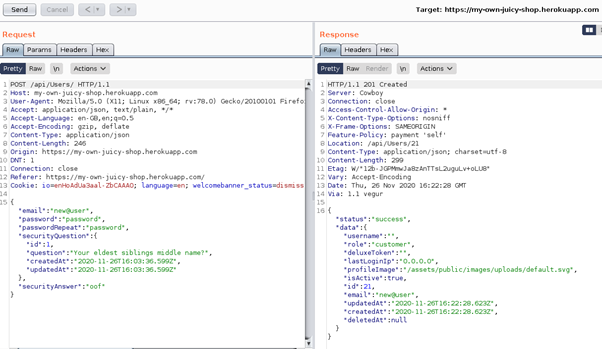 Send
Cancel
<
>
Target: https://my-own-juicy-shop.herokuapp.com
Request
Raw Params Headers Hex
Pretty Raw \n Actions
1 POST /api/Users/ HTTP/1.1
2 Host: my-own-juicy-shop.herokuapp.com
3 User-Agent: Mozilla/5.0 (X11; Linux x86_64; rv:78.0) Gecko/20100101 Firefo
4 Accept: application/json, text/plain, */*
5 Accept-Language: en-GB,en;q=0.5
6 Accept-Encoding: gzip, deflate
7 Content-Type: application/json
8 Content-Length: 246
9 Origin: https://my-own-juicy-shop.herokuapp.com
10 DNT: 1
11 Connection: close
12 Referer: https://my-own-juicy-shop.herokuapp.com/
13 Cookie: io=enHoAdUa3aal-ZbCAAAO; language=en; welcomebanner_status=dismiss
14
15 {
"email":"new@user",
"password":"password",
"passwordRepeat":"password",
"securityQuestion":{
"id":1,
"question":"Your eldest siblings middle name?",
"createdAt":"2020-11-26T16:03:36.599Z",
"updatedAt":"2020-11-26T16:03:36.599Z"
},
"securityAnswer":"oof"
}
Response
Raw Headers Hex
Pretty Raw Render \n Actions
1 HTTP/1.1 201 Created
2 Server: Cowboy
3 Connection: close
4 Access-Control-Allow-Origin: *
5 X-Content-Type-Options: nosniff
6 X-Frame-Options: SAMEORIGIN
7 Feature-Policy: payment 'self'
8 Location: /api/Users/21
9 Content-Type: application/json; charset=utf-8
10 Content-Length: 299
11 Etag: W/"12b-JGPMmwJa8zAnTTsL2uguLv+oLU8"
12 Vary: Accept-Encoding
13 Date: Thu, 26 Nov 2020 16:22:28 GMT
14 Via: 1.1 vegur
15
16 {
"status":"success",
"data":{
"username":"",
"role":"customer",
"deluxeToken":"",
"lastLoginIp":"0.0.0.0",
"profileImage":"/assets/public/images/uploads/default.svg",
"isActive":true,
"id":21,
"email":"new@user",
"updatedAt":"2020-11-26T16:22:28.623Z",
"createdAt":"2020-11-26T16:22:28.623Z",
"deletedAt":null
}
}